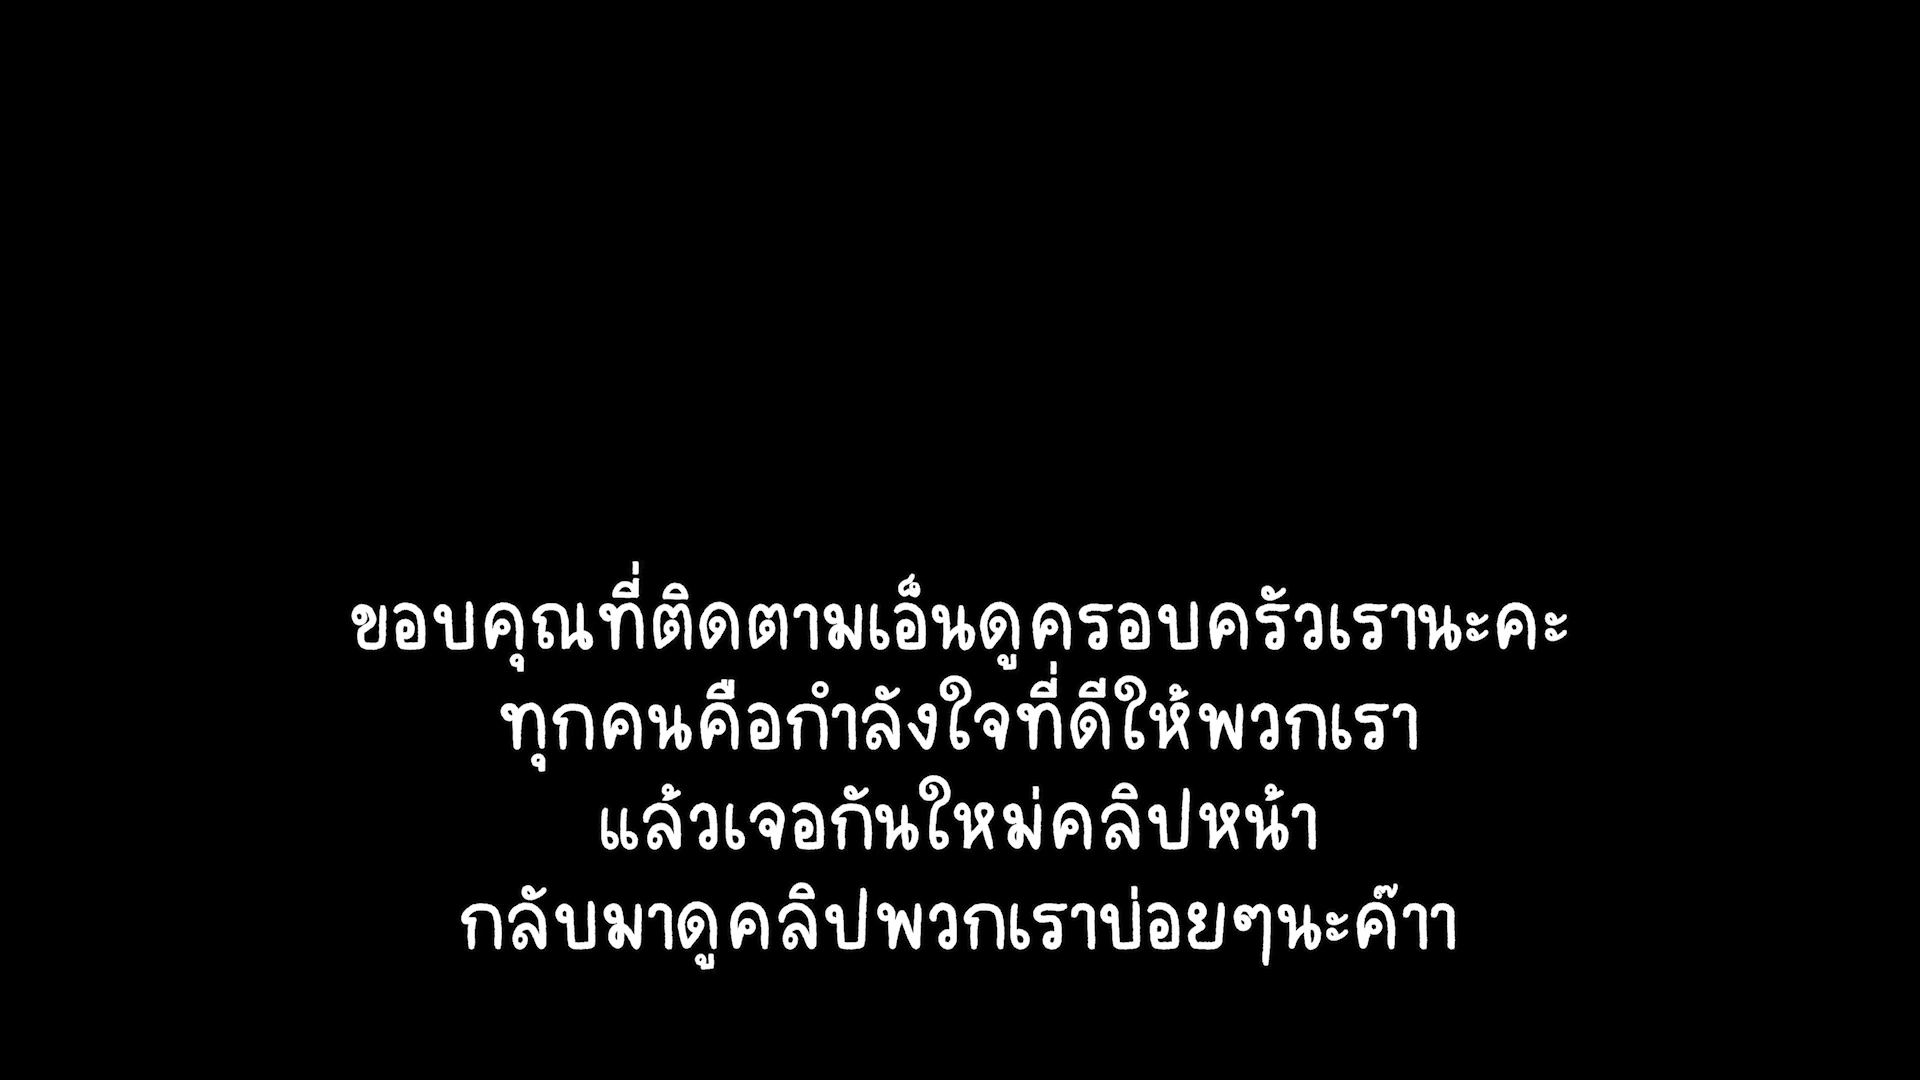 ขอบคุณที่ติดตามเอ็นดูครอบครัวเรานะคะ
ทุกคนคือกำลังใจที่ดีให้พวกเรา
แล้วเจอกันใหม่คลิปหน้า
กลับมาดูคลิปพวกเราบ่อยๆนะค๊าา